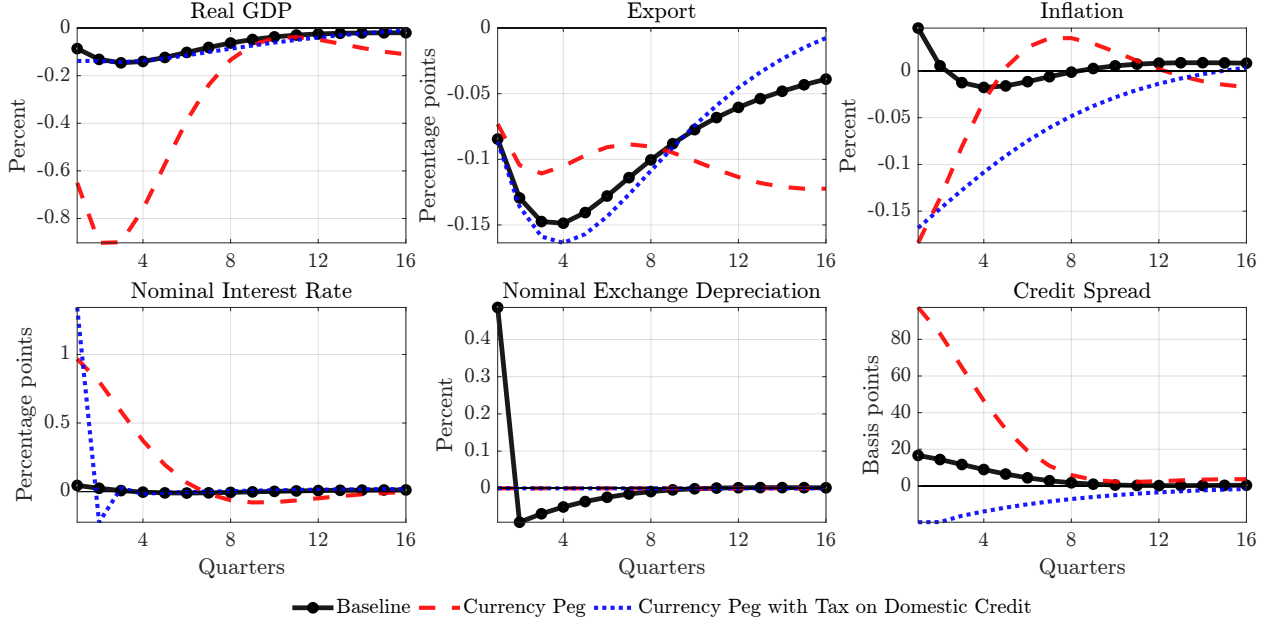 Real GDP
Export
Inflation
Percent
0
-0.2
-0.4
-0.6
-0.8
4
8
12
16
Percentage points
0
-0.05
-0.1
-0.15
4
8
12
16
Percent
0
-0.05
-0.1
-0.15
4
8
12
16
Nominal Interest Rate
Nominal Exchange Depreciation
Credit Spread
Percentage points
1
0.5
0
4
8
12
16
Quarters
Percent
0.4
0.3
0.2
0.1
0
4
8
12
16
Quarters
Basis points
80
60
40
20
0
4
8
12
16
Quarters
Baseline
Currency Peg
Currency Peg with Tax on Domestic Credit